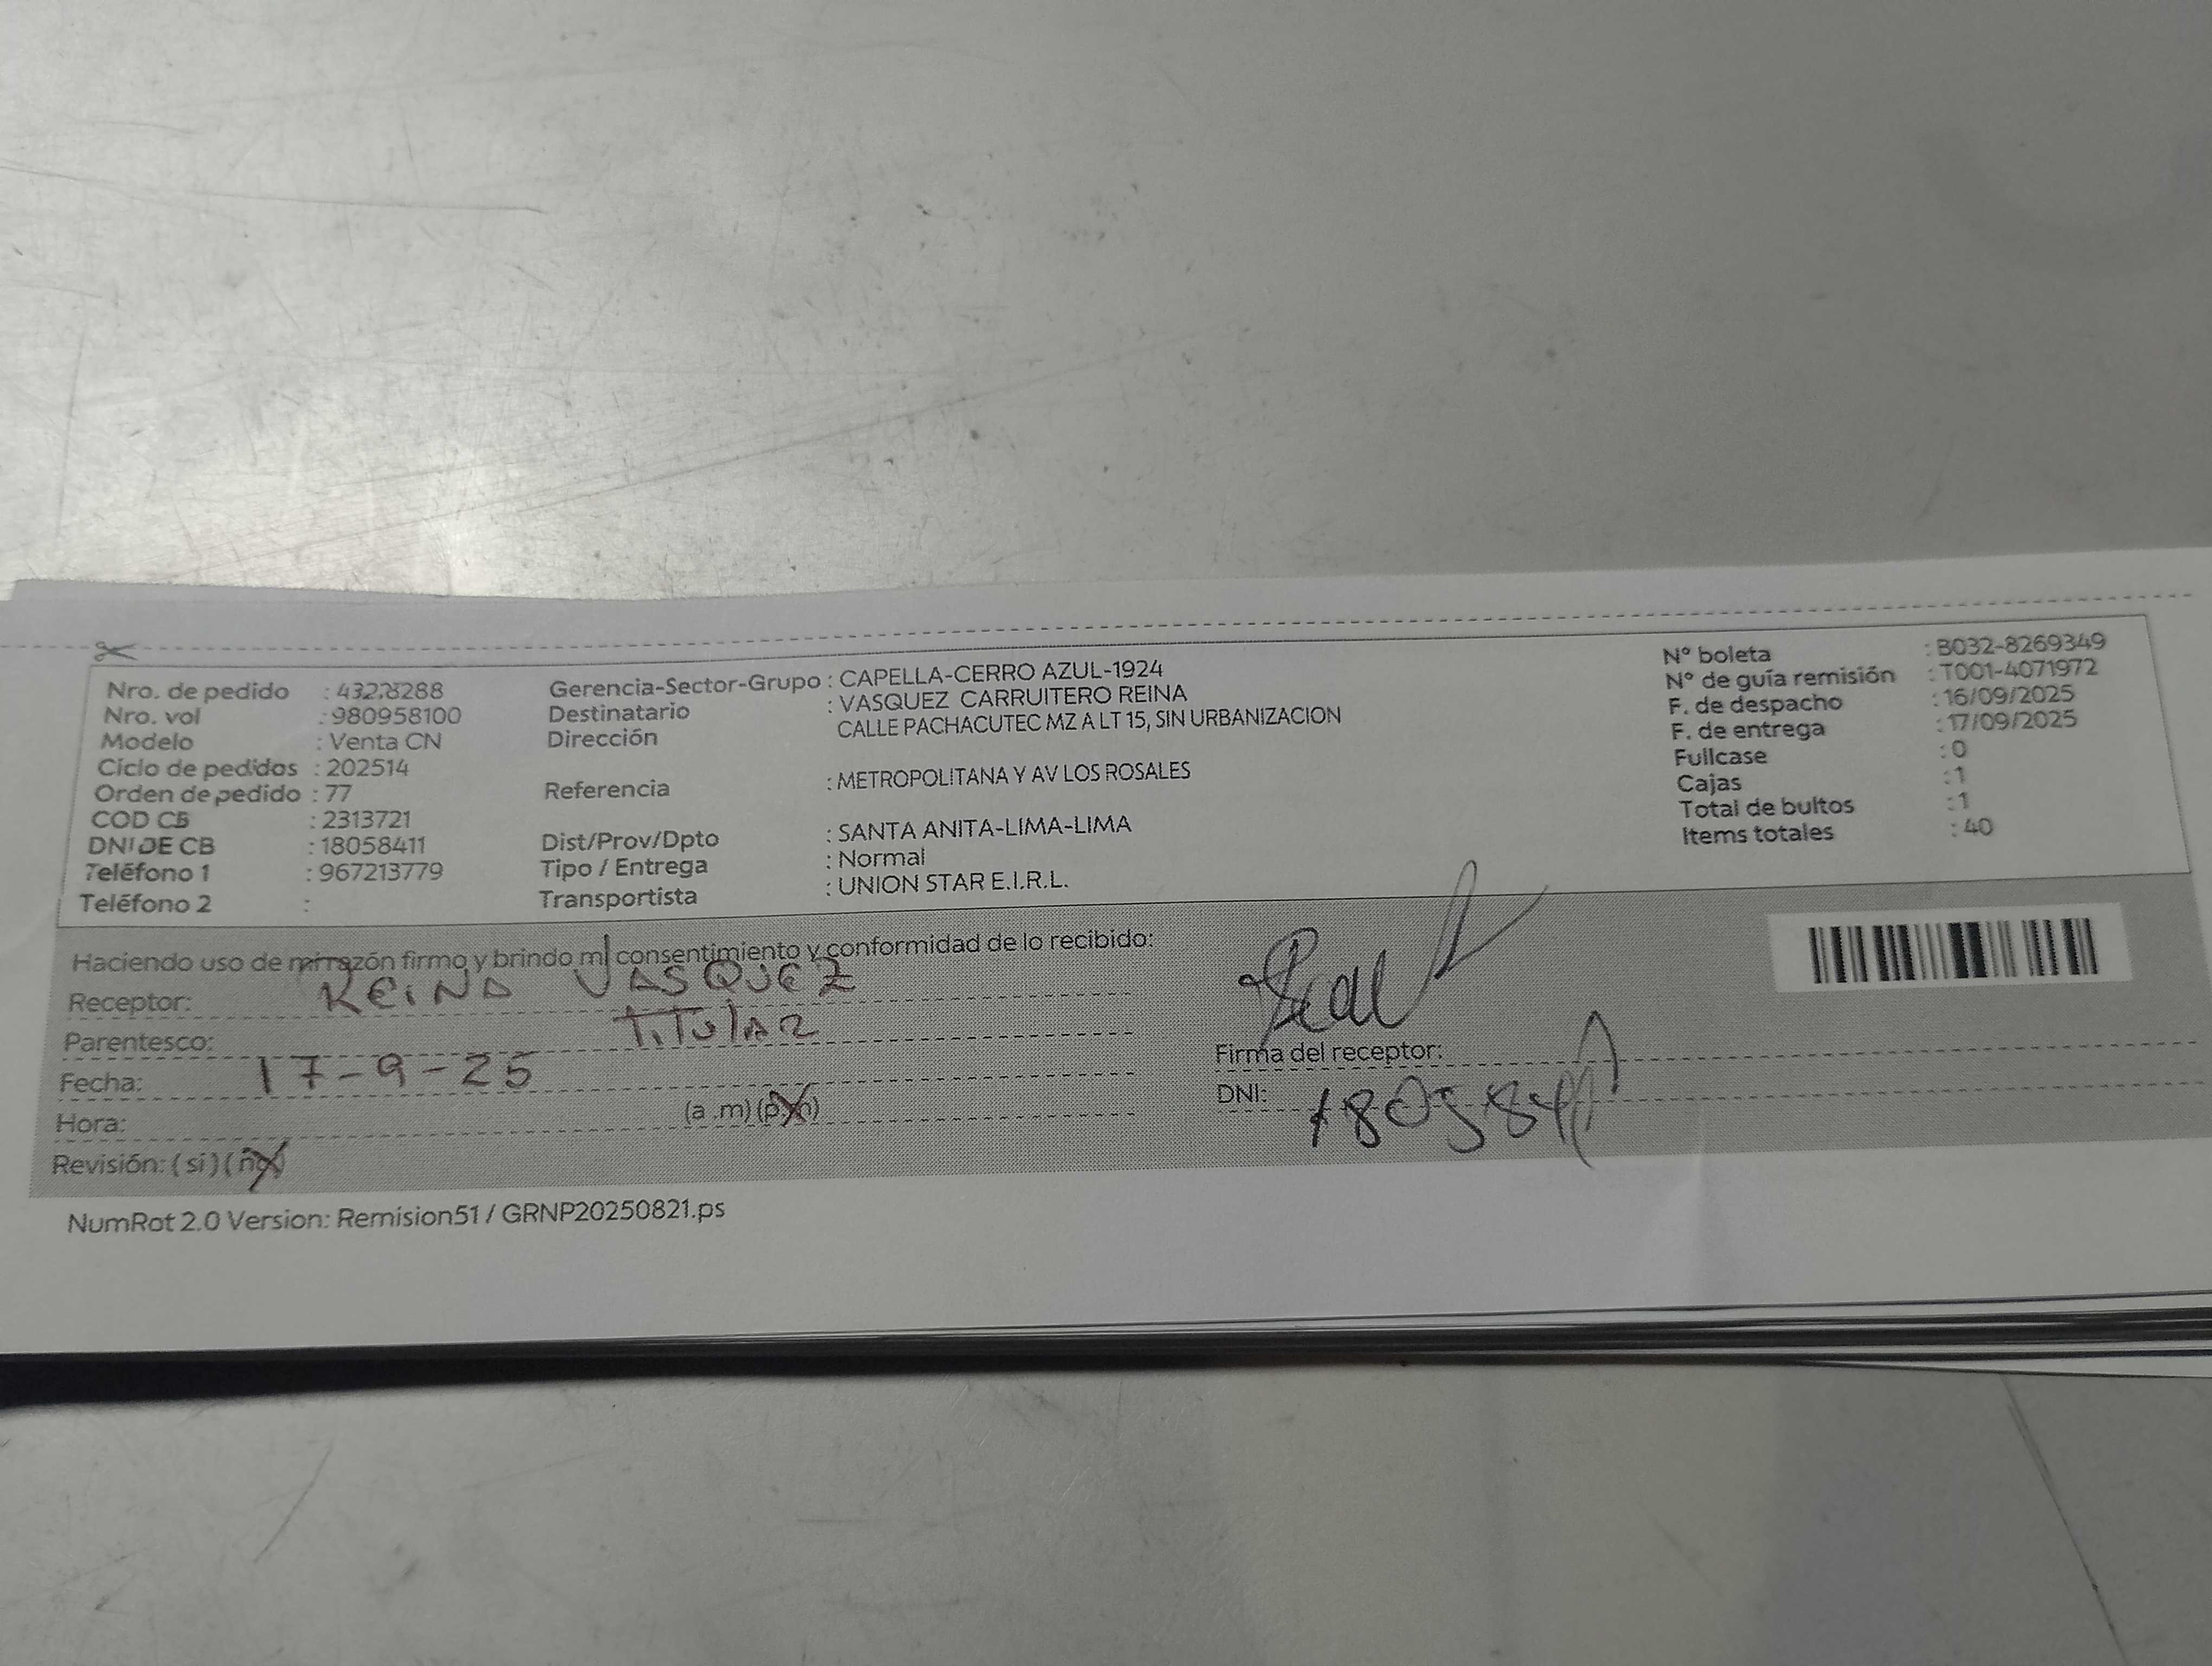 Nro. de pedido : 43228288
Nro. vol : 980958100
Modelo : Venta CN
Ciclo de pedidos : 202514
Orden de pedido : 77
COD CB : 2313721
DNI DE CB : 18058411
Teléfono 1 : 967213779
Teléfono 2 :
Gerencia-Sector-Grupo : CAPELLA-CERRO AZUL-1924
Destinatario : VASQUEZ CARRUITERO REINA
Dirección CALLE PACHACUTEC MZ A LT 15, SIN URBANIZACION
Referencia : METROPOLITANA Y AV LOS ROSALES
Dist/Prov/Dpto : SANTA ANITA-LIMA-LIMA
Tipo / Entrega : Normal
Transportista : UNION STAR E.I.R.L.
N° boleta : B032-8269349
N° de guía remisión : T001-4071972
F. de despacho : 16/09/2025
F. de entrega : 17/09/2025
Fullcase : 0
Cajas : 1
Total de bultos : 1
Items totales : 40
Haciendo uso de mi razón firmo y brindo mi consentimiento y conformidad de lo recibido:
Receptor: REINA VASQUEZ
Parentesco: TITULAR
Fecha: 17-9-25
Hora: (a .m) (p.m)
Revisión: ( si ) ( no )
Firma del receptor:
DNI: 18058411
NumRot 2.0 Version: Remision51 / GRNP20250821.ps